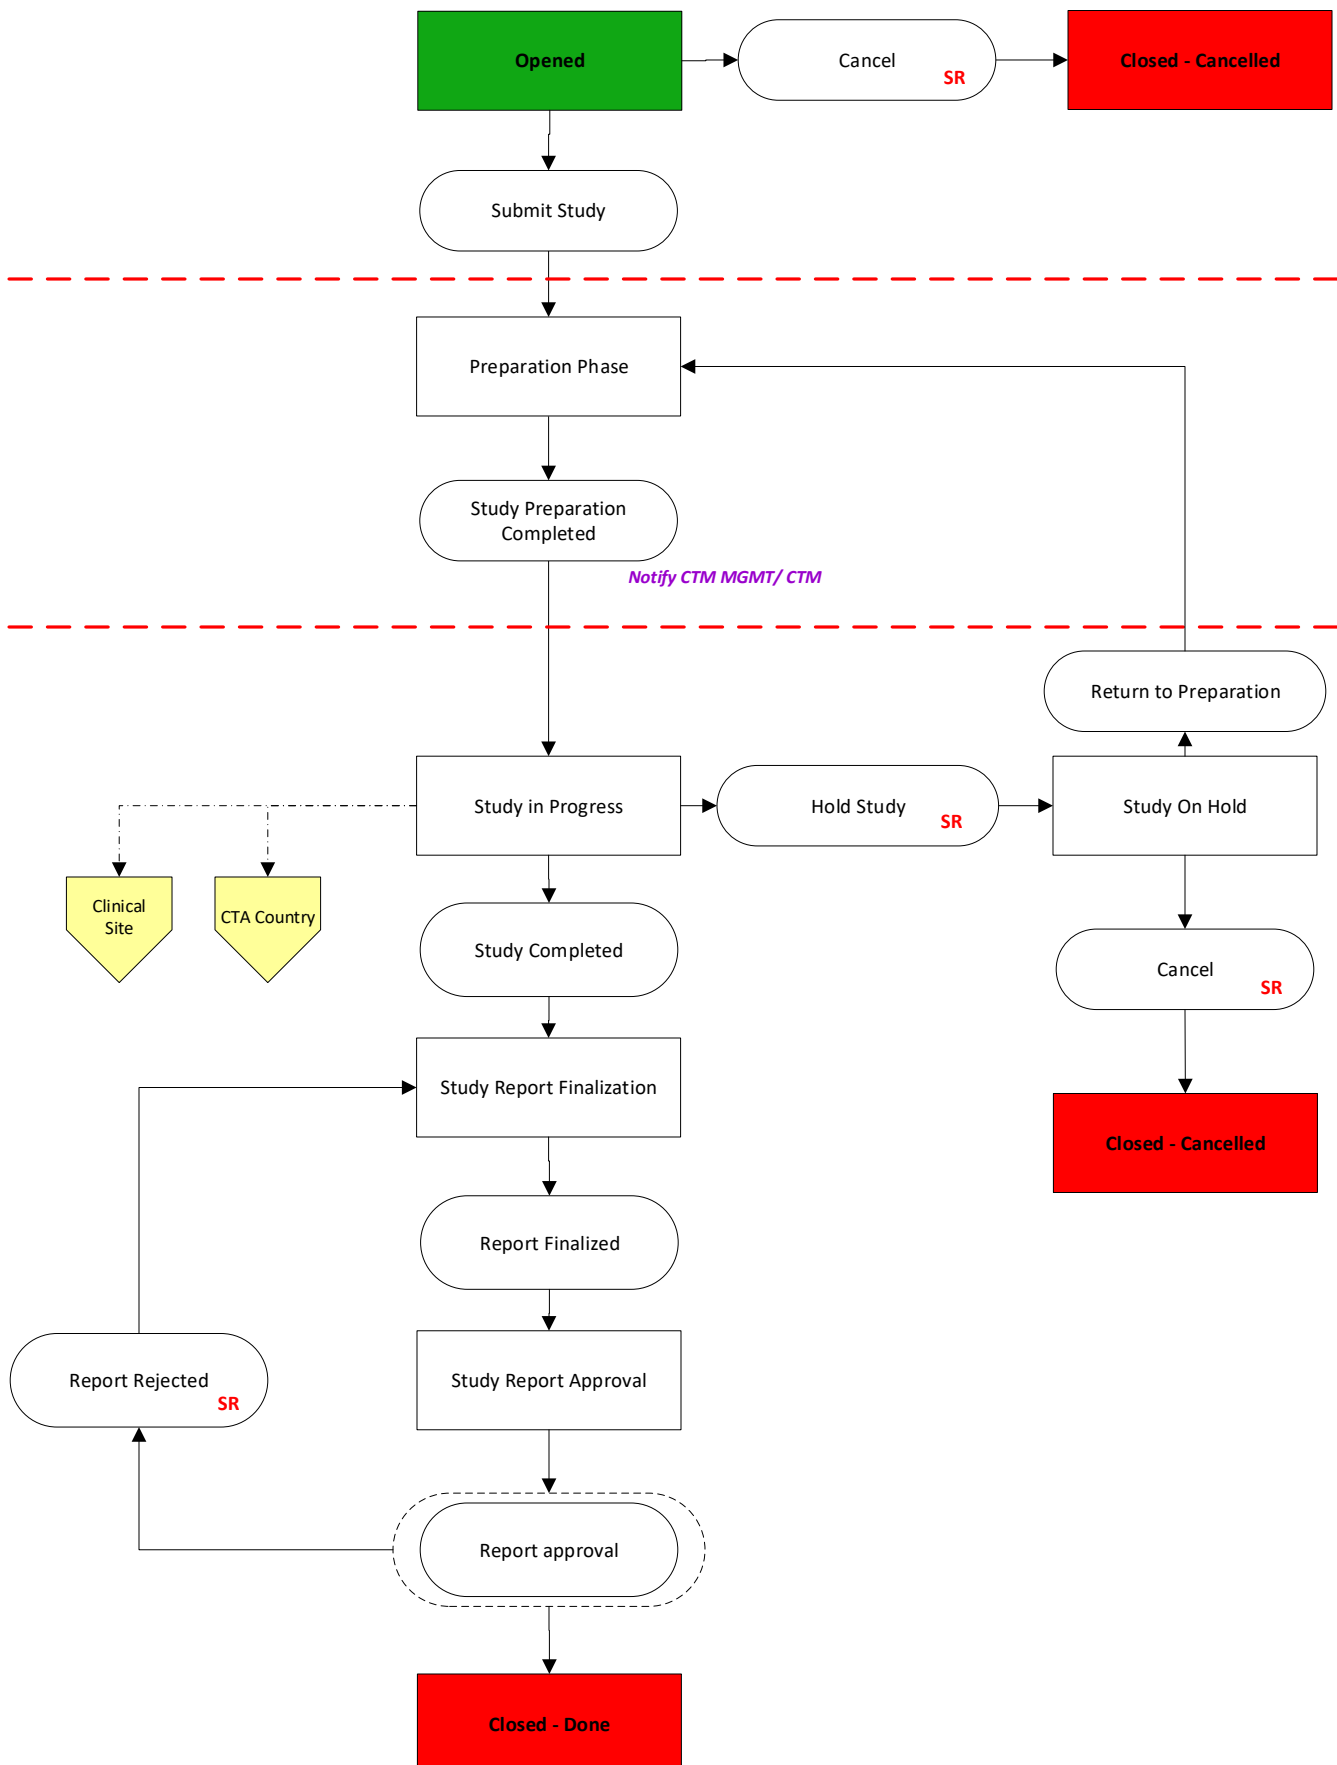 Opened
Cancel
SR
Closed - Cancelled
Submit Study
Preparation Phase
Study Preparation
Completed
Notify CTM MGMT/ CTM
Return to Preparation
Study in Progress
Hold Study
SR
Study On Hold
Clinical
Site
CTA Country
Study Completed
Cancel
SR
Study Report Finalization
Closed - Cancelled
Report Finalized
Report Rejected
SR
Study Report Approval
Report approval
Closed - Done